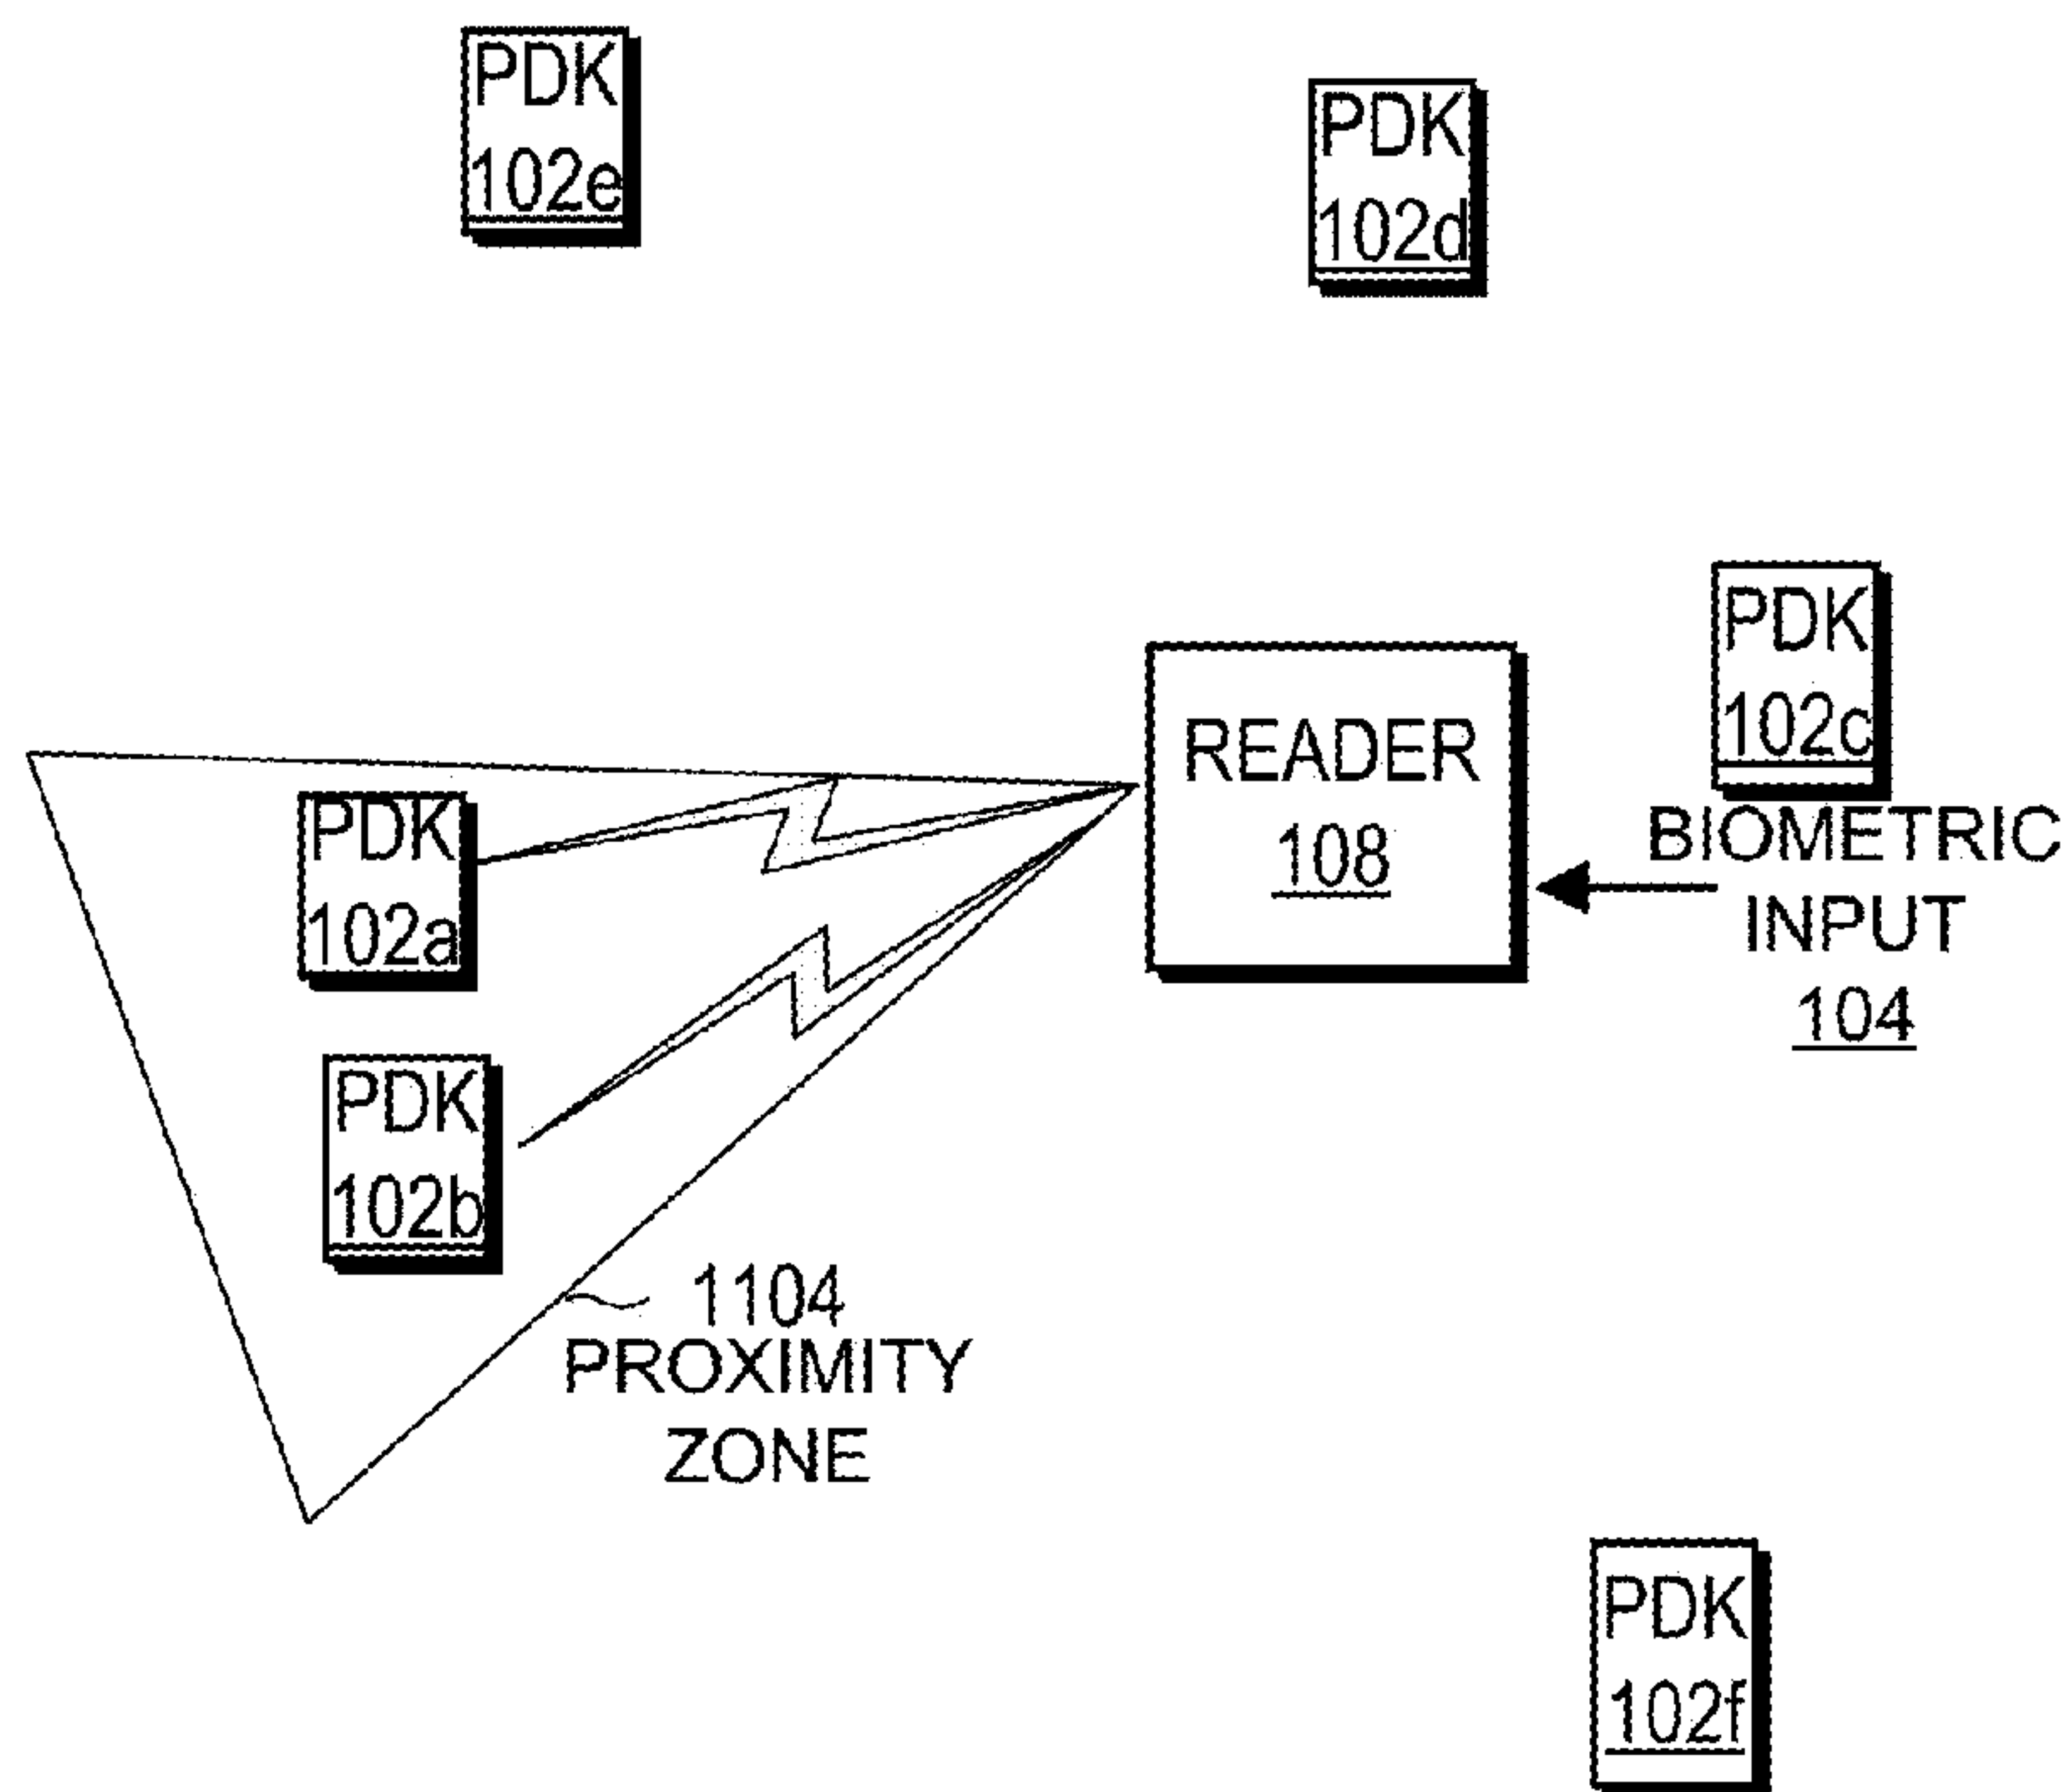 PDK
102e
PDK
102d
PDK
102c
READER
108
BIOMETRIC
INPUT
104
PDK
102a
PDK
102b
1104
PROXIMITY
ZONE
PDK
102f